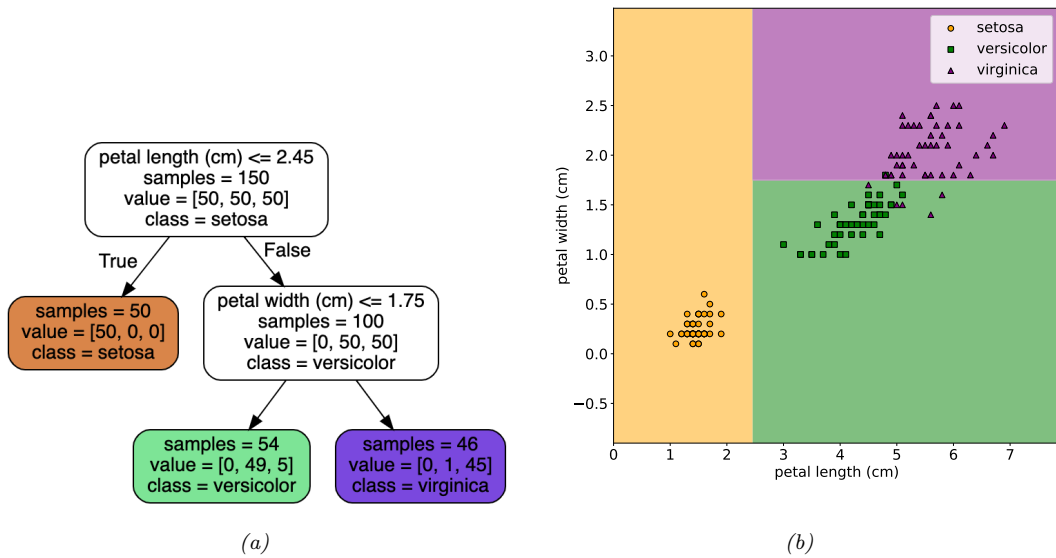 petal length (cm) <= 2.45
samples = 150
value = [50, 50, 50]
class = setosa
True
False
samples = 50
value = [50, 0, 0]
class = setosa
petal width (cm) <= 1.75
samples = 100
value = [0, 50, 50]
class = versicolor
samples = 54
value = [0, 49, 5]
class = versicolor
samples = 46
value = [0, 1, 45]
class = virginica
(a)
setosa
versicolor
virginica
petal width (cm)
3.0
2.5
2.0
1.5
1.0
0.5
0.0
−0.5
0 1 2 3 4 5 6 7
petal length (cm)
(b)